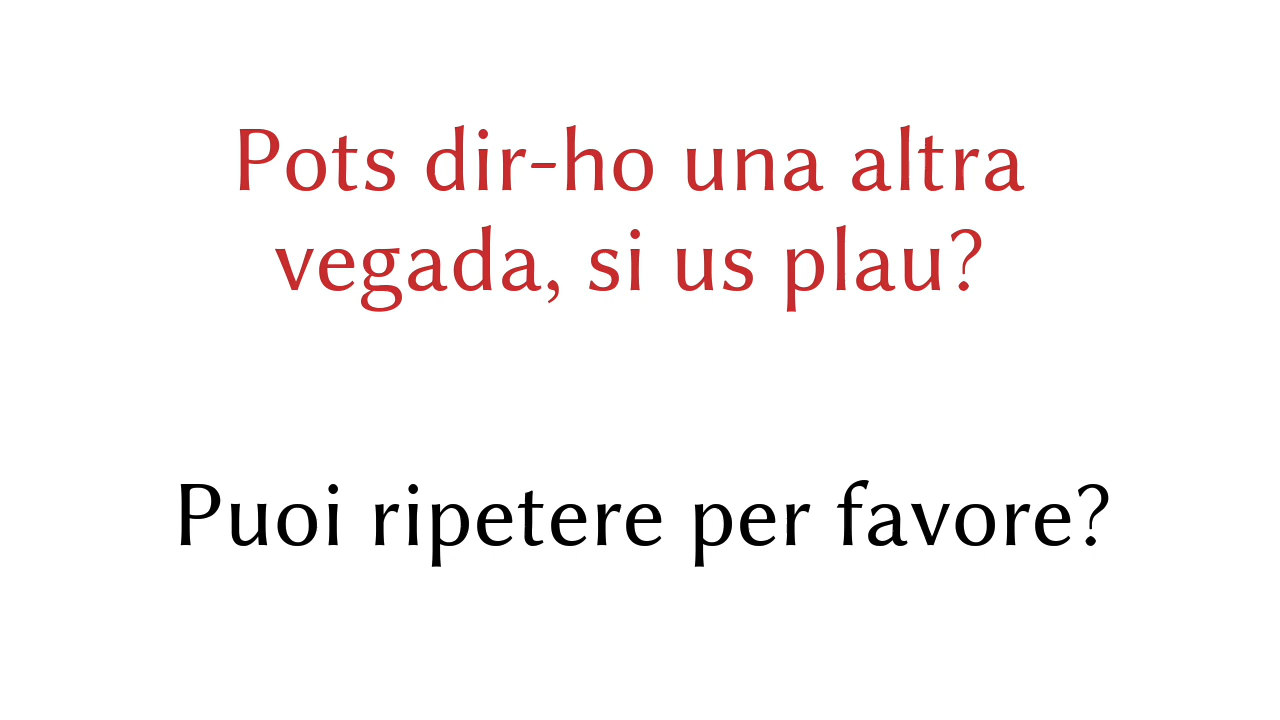 Pots dir-ho una altra
vegada, si us plau?
Puoi ripetere per favore?